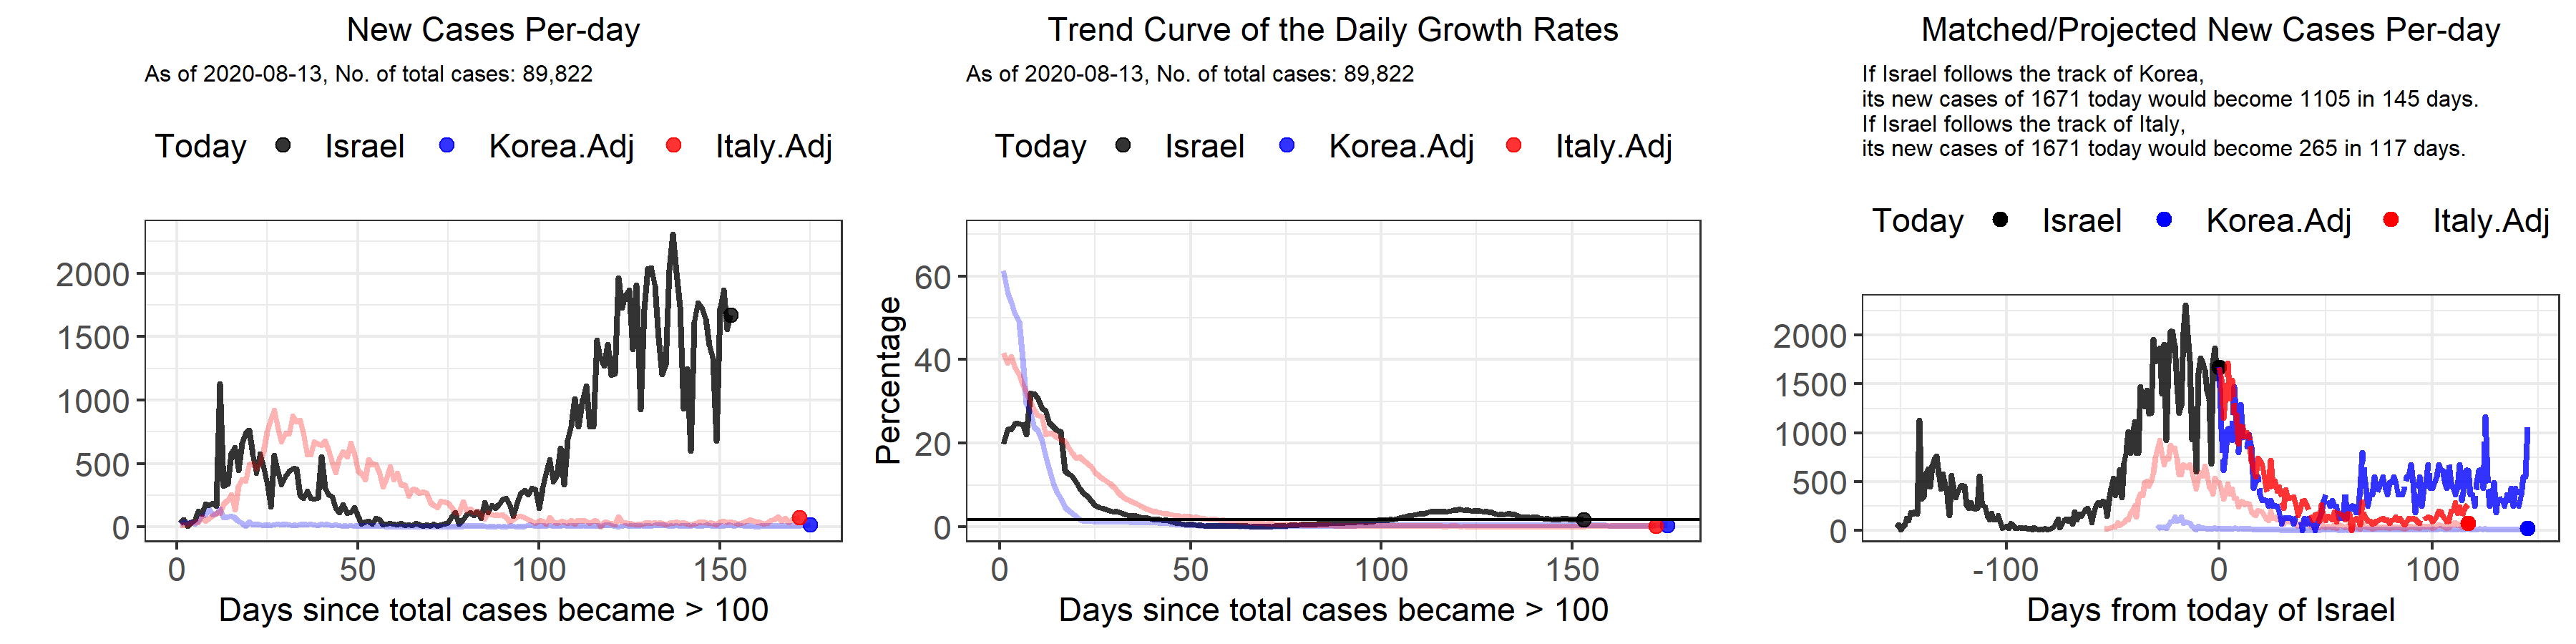 New Cases Per-day
As of 2020-08-13, No. of total cases: 89,822
Today Israel Korea.Adj Italy.Adj
2000
1500
1000
500
0
0 50 100 150
Days since total cases became > 100
Trend Curve of the Daily Growth Rates
As of 2020-08-13, No. of total cases: 89,822
Today Israel Korea.Adj Italy.Adj
Percentage
60
40
20
0
0 50 100 150
Days since total cases became > 100
Matched/Projected New Cases Per-day
If Israel follows the track of Korea,
its new cases of 1671 today would become 1105 in 145 days.
If Israel follows the track of Italy,
its new cases of 1671 today would become 265 in 117 days.
Today Israel Korea.Adj Italy.Adj
2000
1500
1000
500
0
-100 0 100
Days from today of Israel